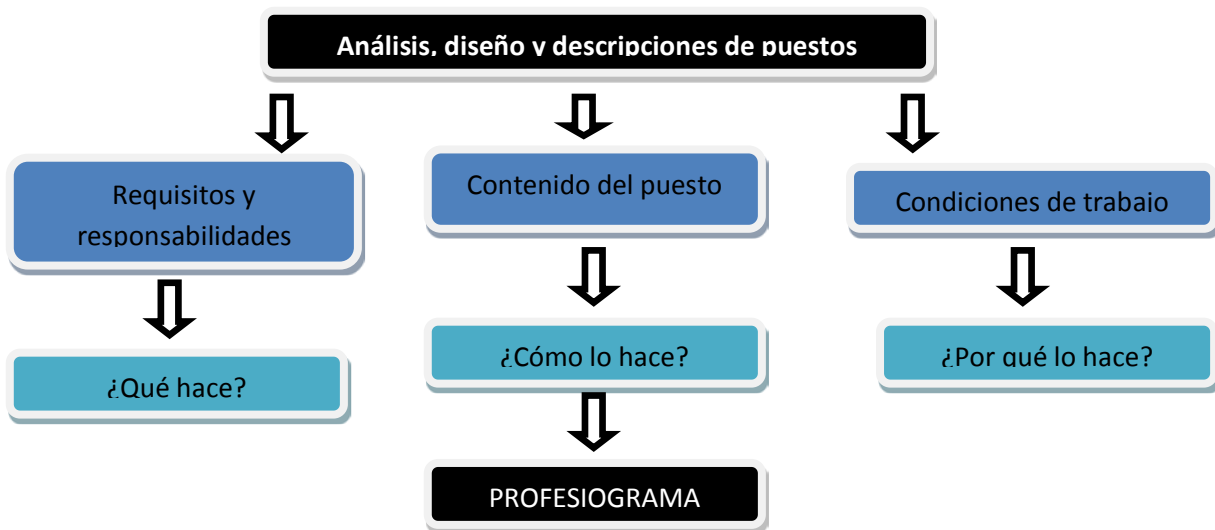 Análisis, diseño y descripciones de puestos
Requisitos y
responsabilidades
Contenido del puesto
Condiciones de trabajo
¿Qué hace?
¿Cómo lo hace?
¿Por qué lo hace?
PROFESIOGRAMA